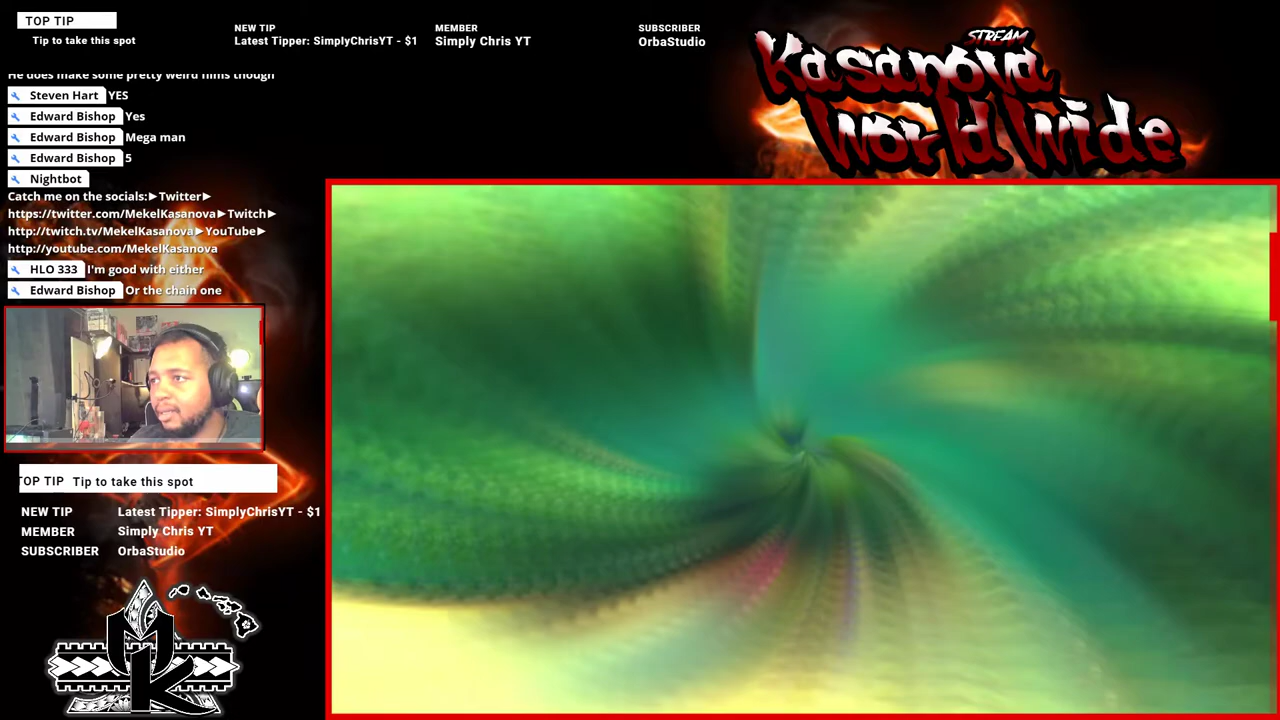 TOP TIP
Tip to take this spot
NEW TIP
Latest Tipper: SimplyChrisYT - $1
MEMBER
Simply Chris YT
SUBSCRIBER
OrbaStudio
STREAM
Kasanova
World Wide
He does make some pretty weird films though
Steven Hart YES
Edward Bishop Yes
Edward Bishop Mega man
Edward Bishop 5
Nightbot
Catch me on the socials:►Twitter►
https://twitter.com/MekelKasanova►Twitch►
http://twitch.tv/MekelKasanova►YouTube►
http://youtube.com/MekelKasanova
HLO 333 I'm good with either
Edward Bishop Or the chain one
TOP TIP Tip to take this spot
NEW TIP Latest Tipper: SimplyChrisYT - $1
MEMBER Simply Chris YT
SUBSCRIBER OrbaStudio
MK